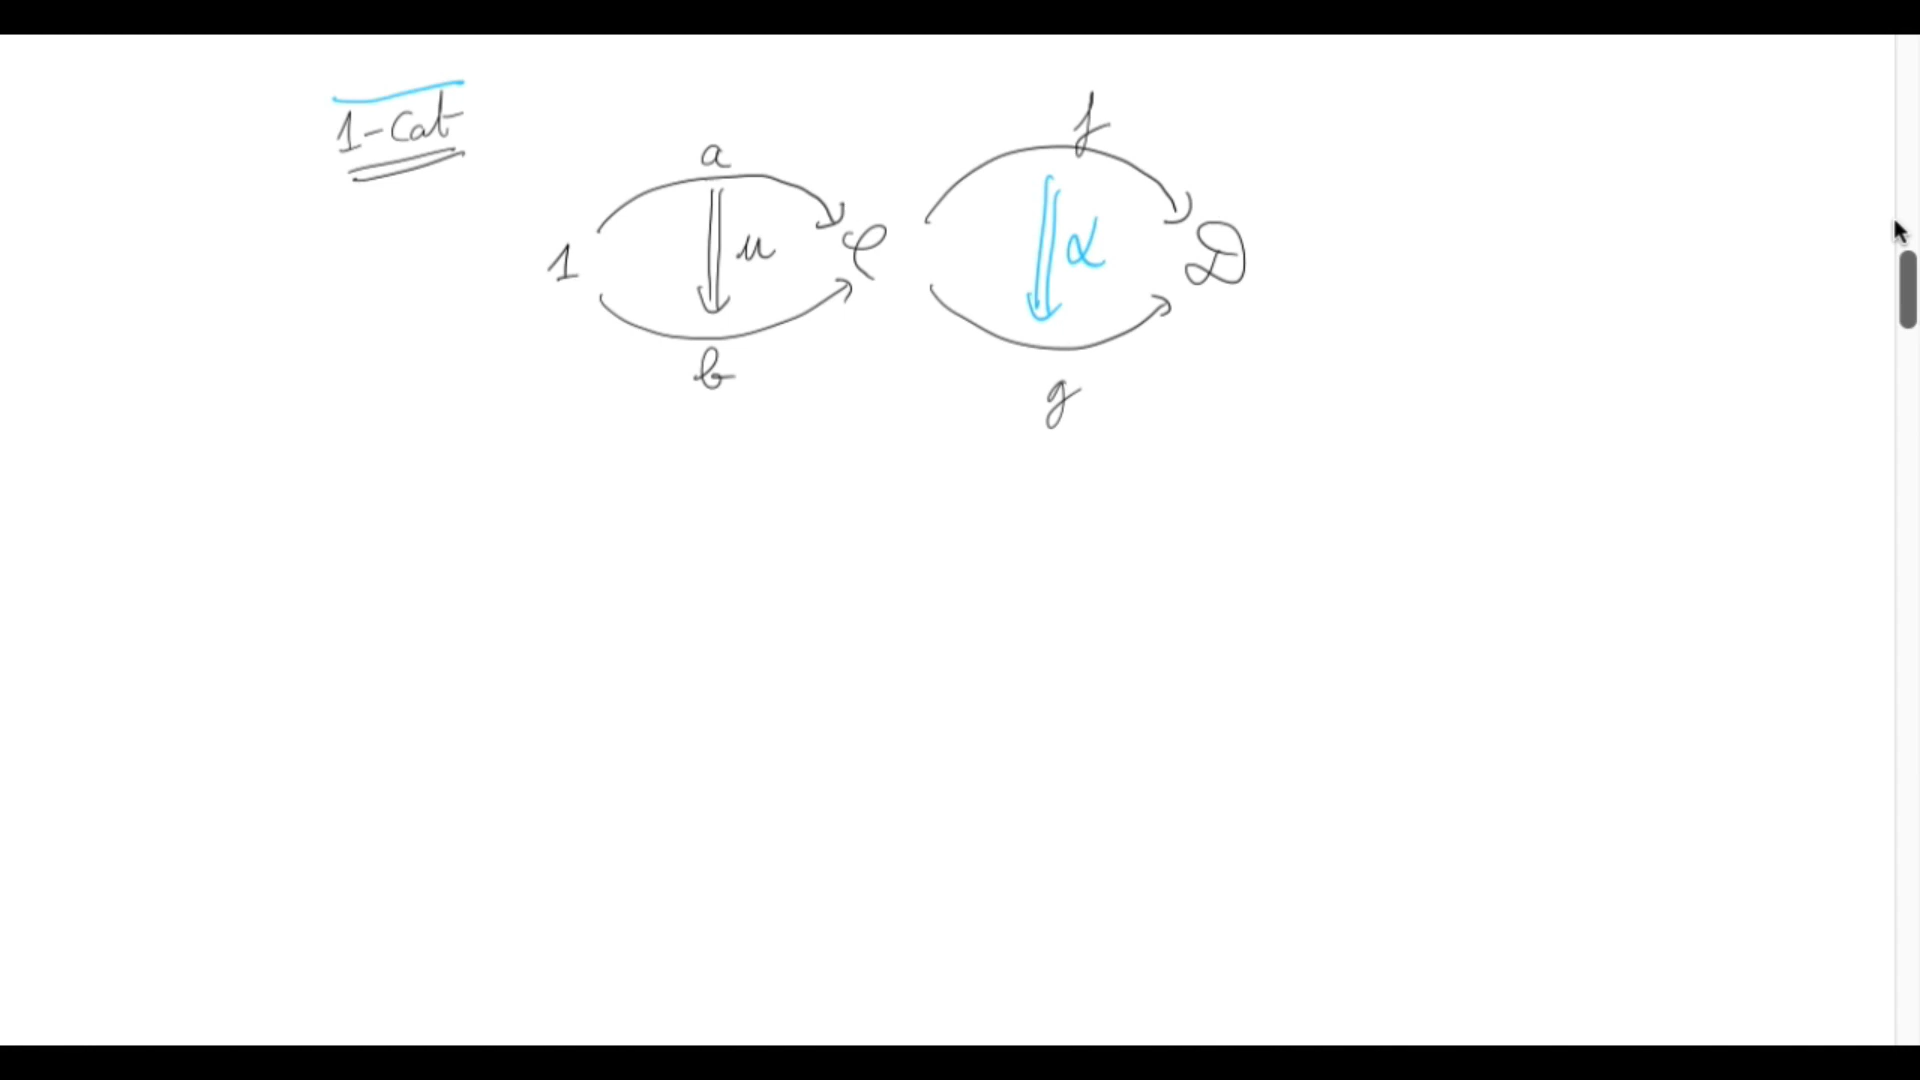 1-Cat
a f
1 u 𝒞 α 𝒟
b g